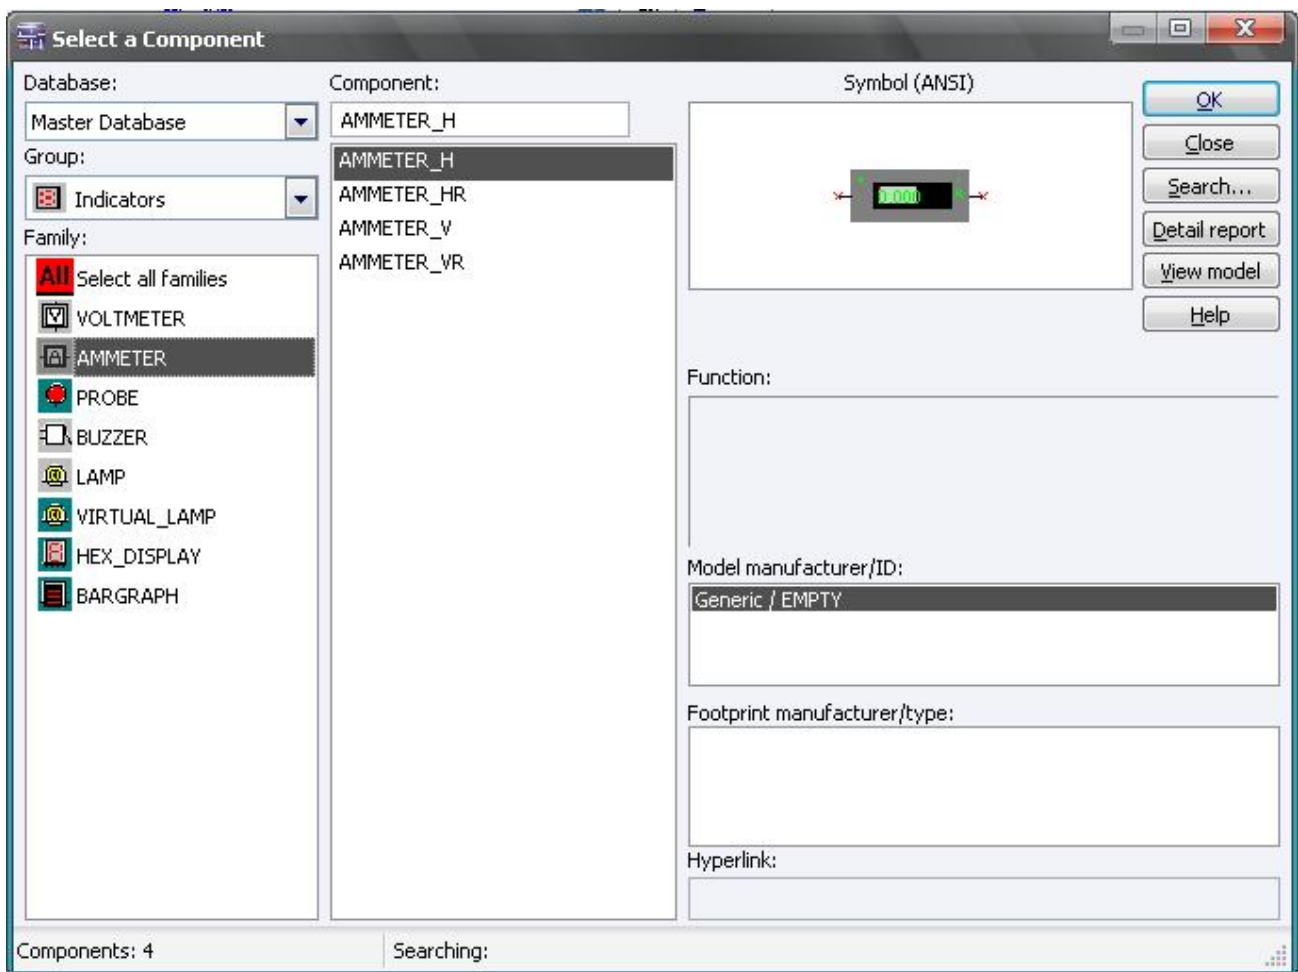 Select a Component
Database:
Master Database
Group:
Indicators
Family:
All Select all families
VOLTMETER
AMMETER
PROBE
BUZZER
LAMP
VIRTUAL_LAMP
HEX_DISPLAY
BARGRAPH
Component:
AMMETER_H
AMMETER_H
AMMETER_HR
AMMETER_V
AMMETER_VR
Symbol (ANSI)
0.000
OK
Close
Search...
Detail report
View model
Help
Function:
Model manufacturer/ID:
Generic / EMPTY
Footprint manufacturer/type:
Hyperlink:
Components: 4
Searching: